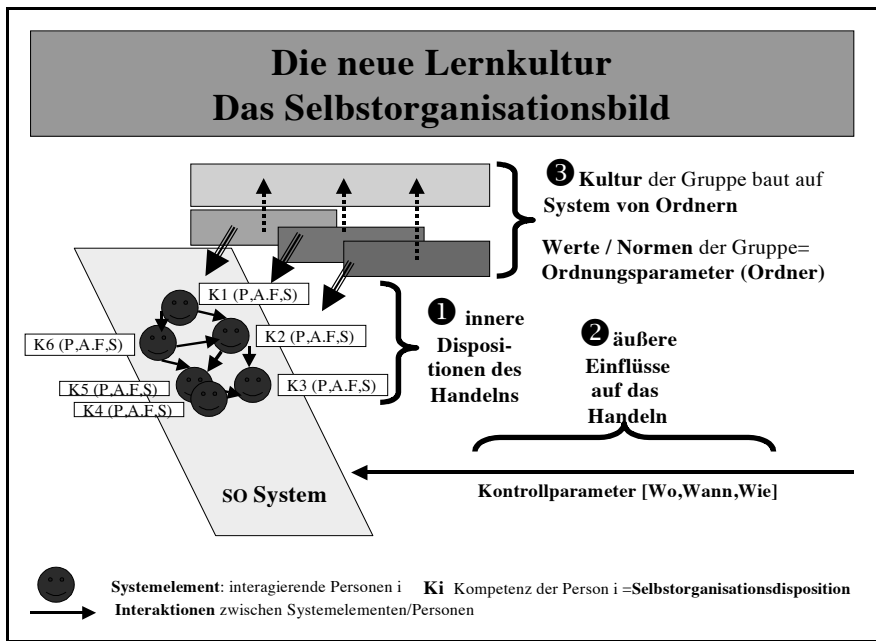 Die neue Lernkultur
Das Selbstorganisationsbild
❸ Kultur der Gruppe baut auf
System von Ordnern
Werte / Normen der Gruppe=
Ordnungsparameter (Ordner)
K1 (P,A.F,S)
K2 (P,A.F,S)
K6 (P,A.F,S)
K5 (P,A.F,S)
K3 (P,A.F,S)
K4 (P,A.F,S)
❶ innere
Disposi-
tionen des
Handelns
❷ äußere
Einflüsse
auf das
Handeln
SO System
Kontrollparameter [Wo,Wann,Wie]
Systemelement: interagierende Personen i Ki Kompetenz der Person i =Selbstorganisationsdisposition
Interaktionen zwischen Systemelementen/Personen